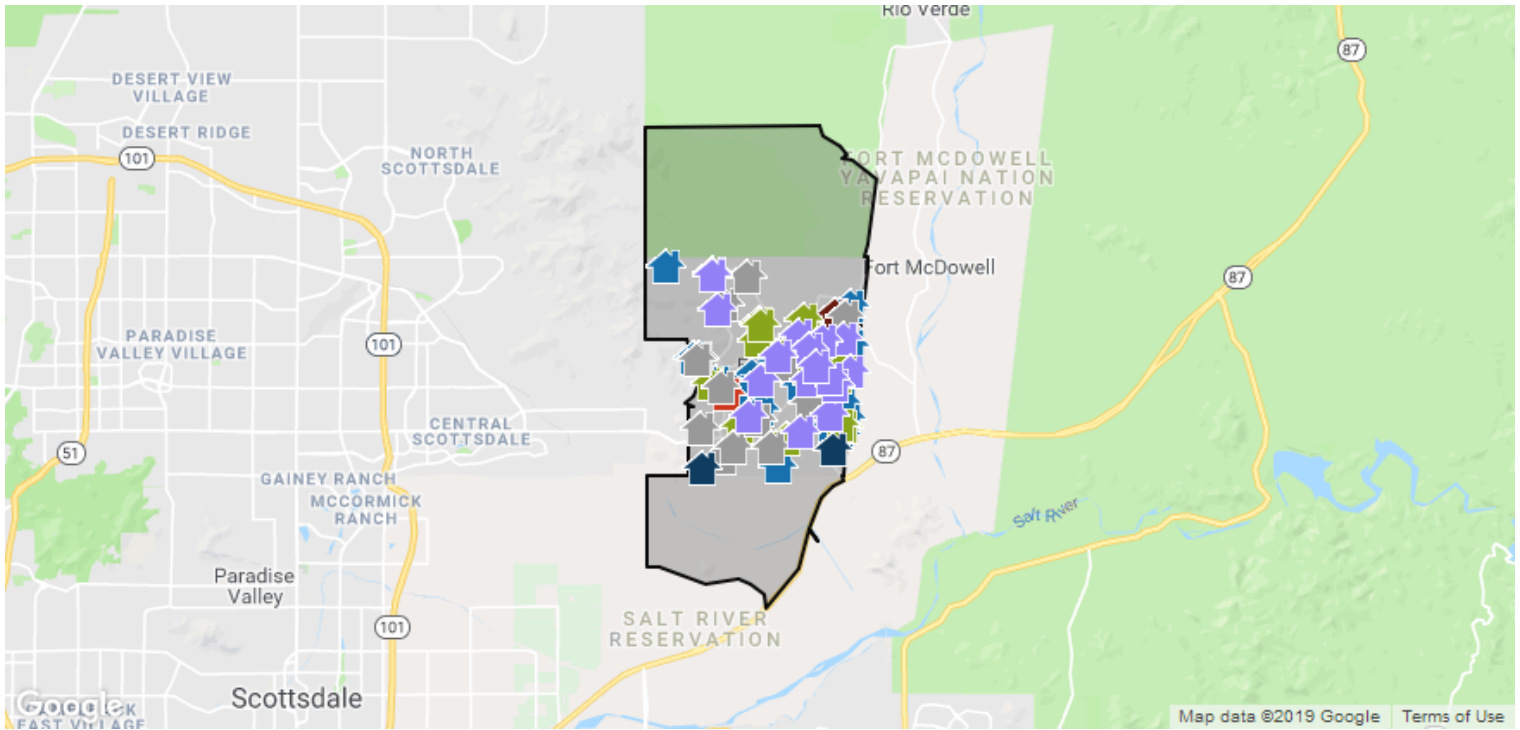 Rio Verde
87
DESERT VIEW
VILLAGE
DESERT RIDGE
101
NORTH
SCOTTSDALE
FORT MCDOWELL
YAVAPAI NATION
RESERVATION
Fort McDowell
87
PARADISE
VALLEY VILLAGE
101
CENTRAL
SCOTTSDALE
51
87
GAINEY RANCH
MCCORMICK
RANCH
Salt River
Paradise
Valley
101
SALT RIVER
RESERVATION
Scottsdale
Google
EAST VILLAGE
Map data ©2019 Google
Terms of Use